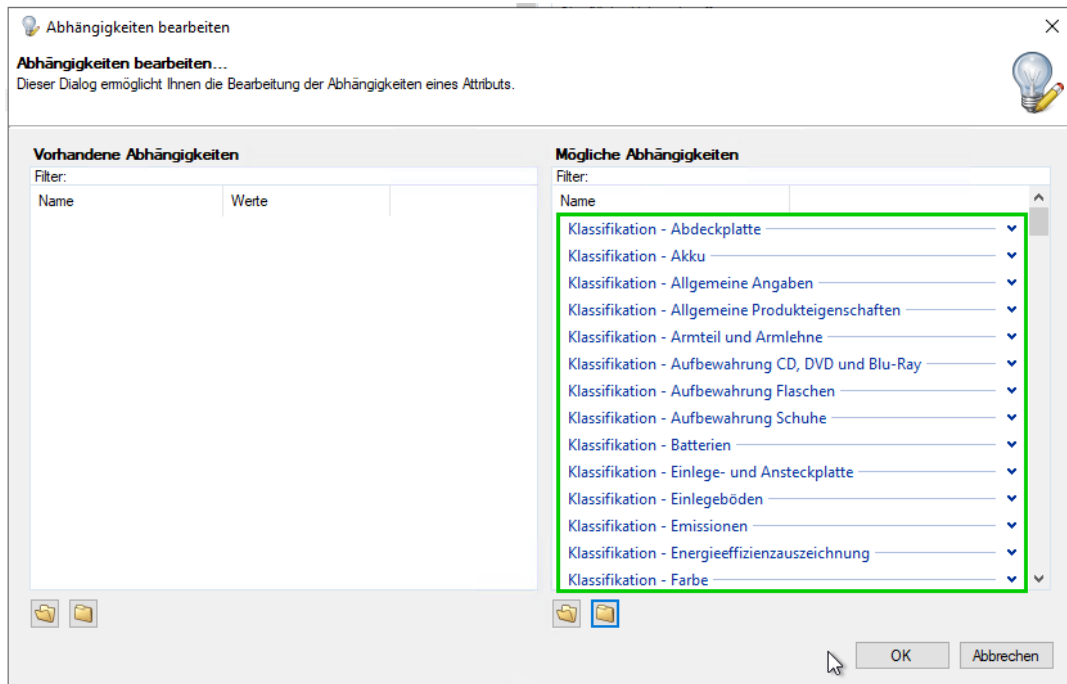 Abhängigkeiten bearbeiten
Abhängigkeiten bearbeiten...
Dieser Dialog ermöglicht Ihnen die Bearbeitung der Abhängigkeiten eines Attributs.
Vorhandene Abhängigkeiten
Filter:
Name Werte
Mögliche Abhängigkeiten
Filter:
Name
Klassifikation - Abdeckplatte
Klassifikation - Akku
Klassifikation - Allgemeine Angaben
Klassifikation - Allgemeine Produkteigenschaften
Klassifikation - Armteil und Armlehne
Klassifikation - Aufbewahrung CD, DVD und Blu-Ray
Klassifikation - Aufbewahrung Flaschen
Klassifikation - Aufbewahrung Schuhe
Klassifikation - Batterien
Klassifikation - Einlege- und Ansteckplatte
Klassifikation - Einlegeböden
Klassifikation - Emissionen
Klassifikation - Energieeffizienzauszeichnung
Klassifikation - Farbe
OK Abbrechen